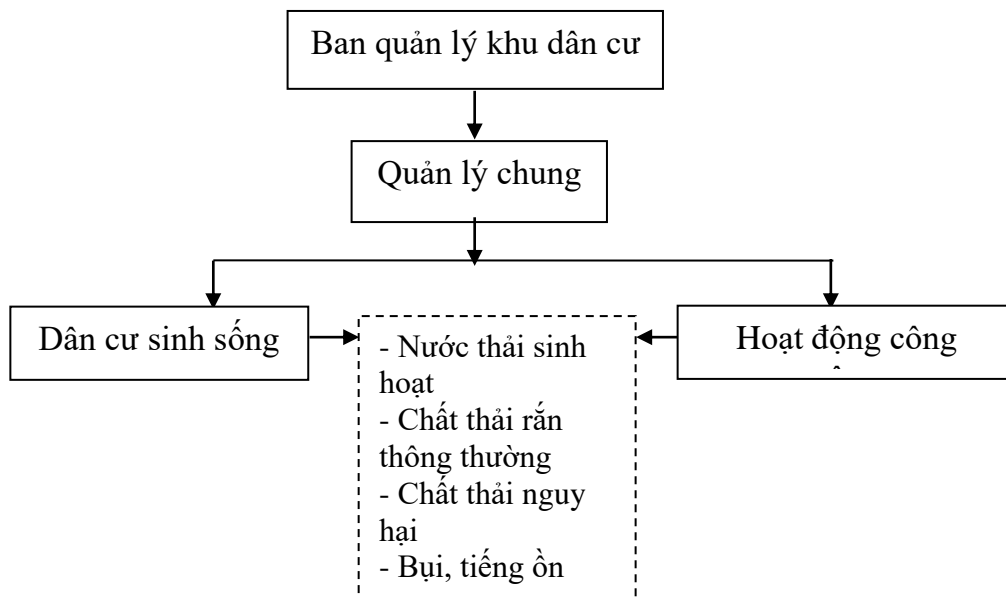 Ban quản lý khu dân cư
Quản lý chung
Dân cư sinh sống
- Nước thải sinh
hoạt
- Chất thải rắn
thông thường
- Chất thải nguy
hại
- Bụi, tiếng ồn
Hoạt động công